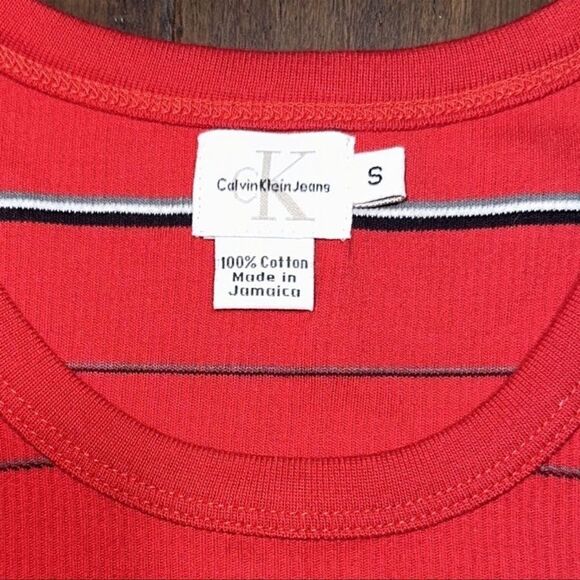 cK
Calvin Klein Jeans
S
100% Cotton
Made in
Jamaica